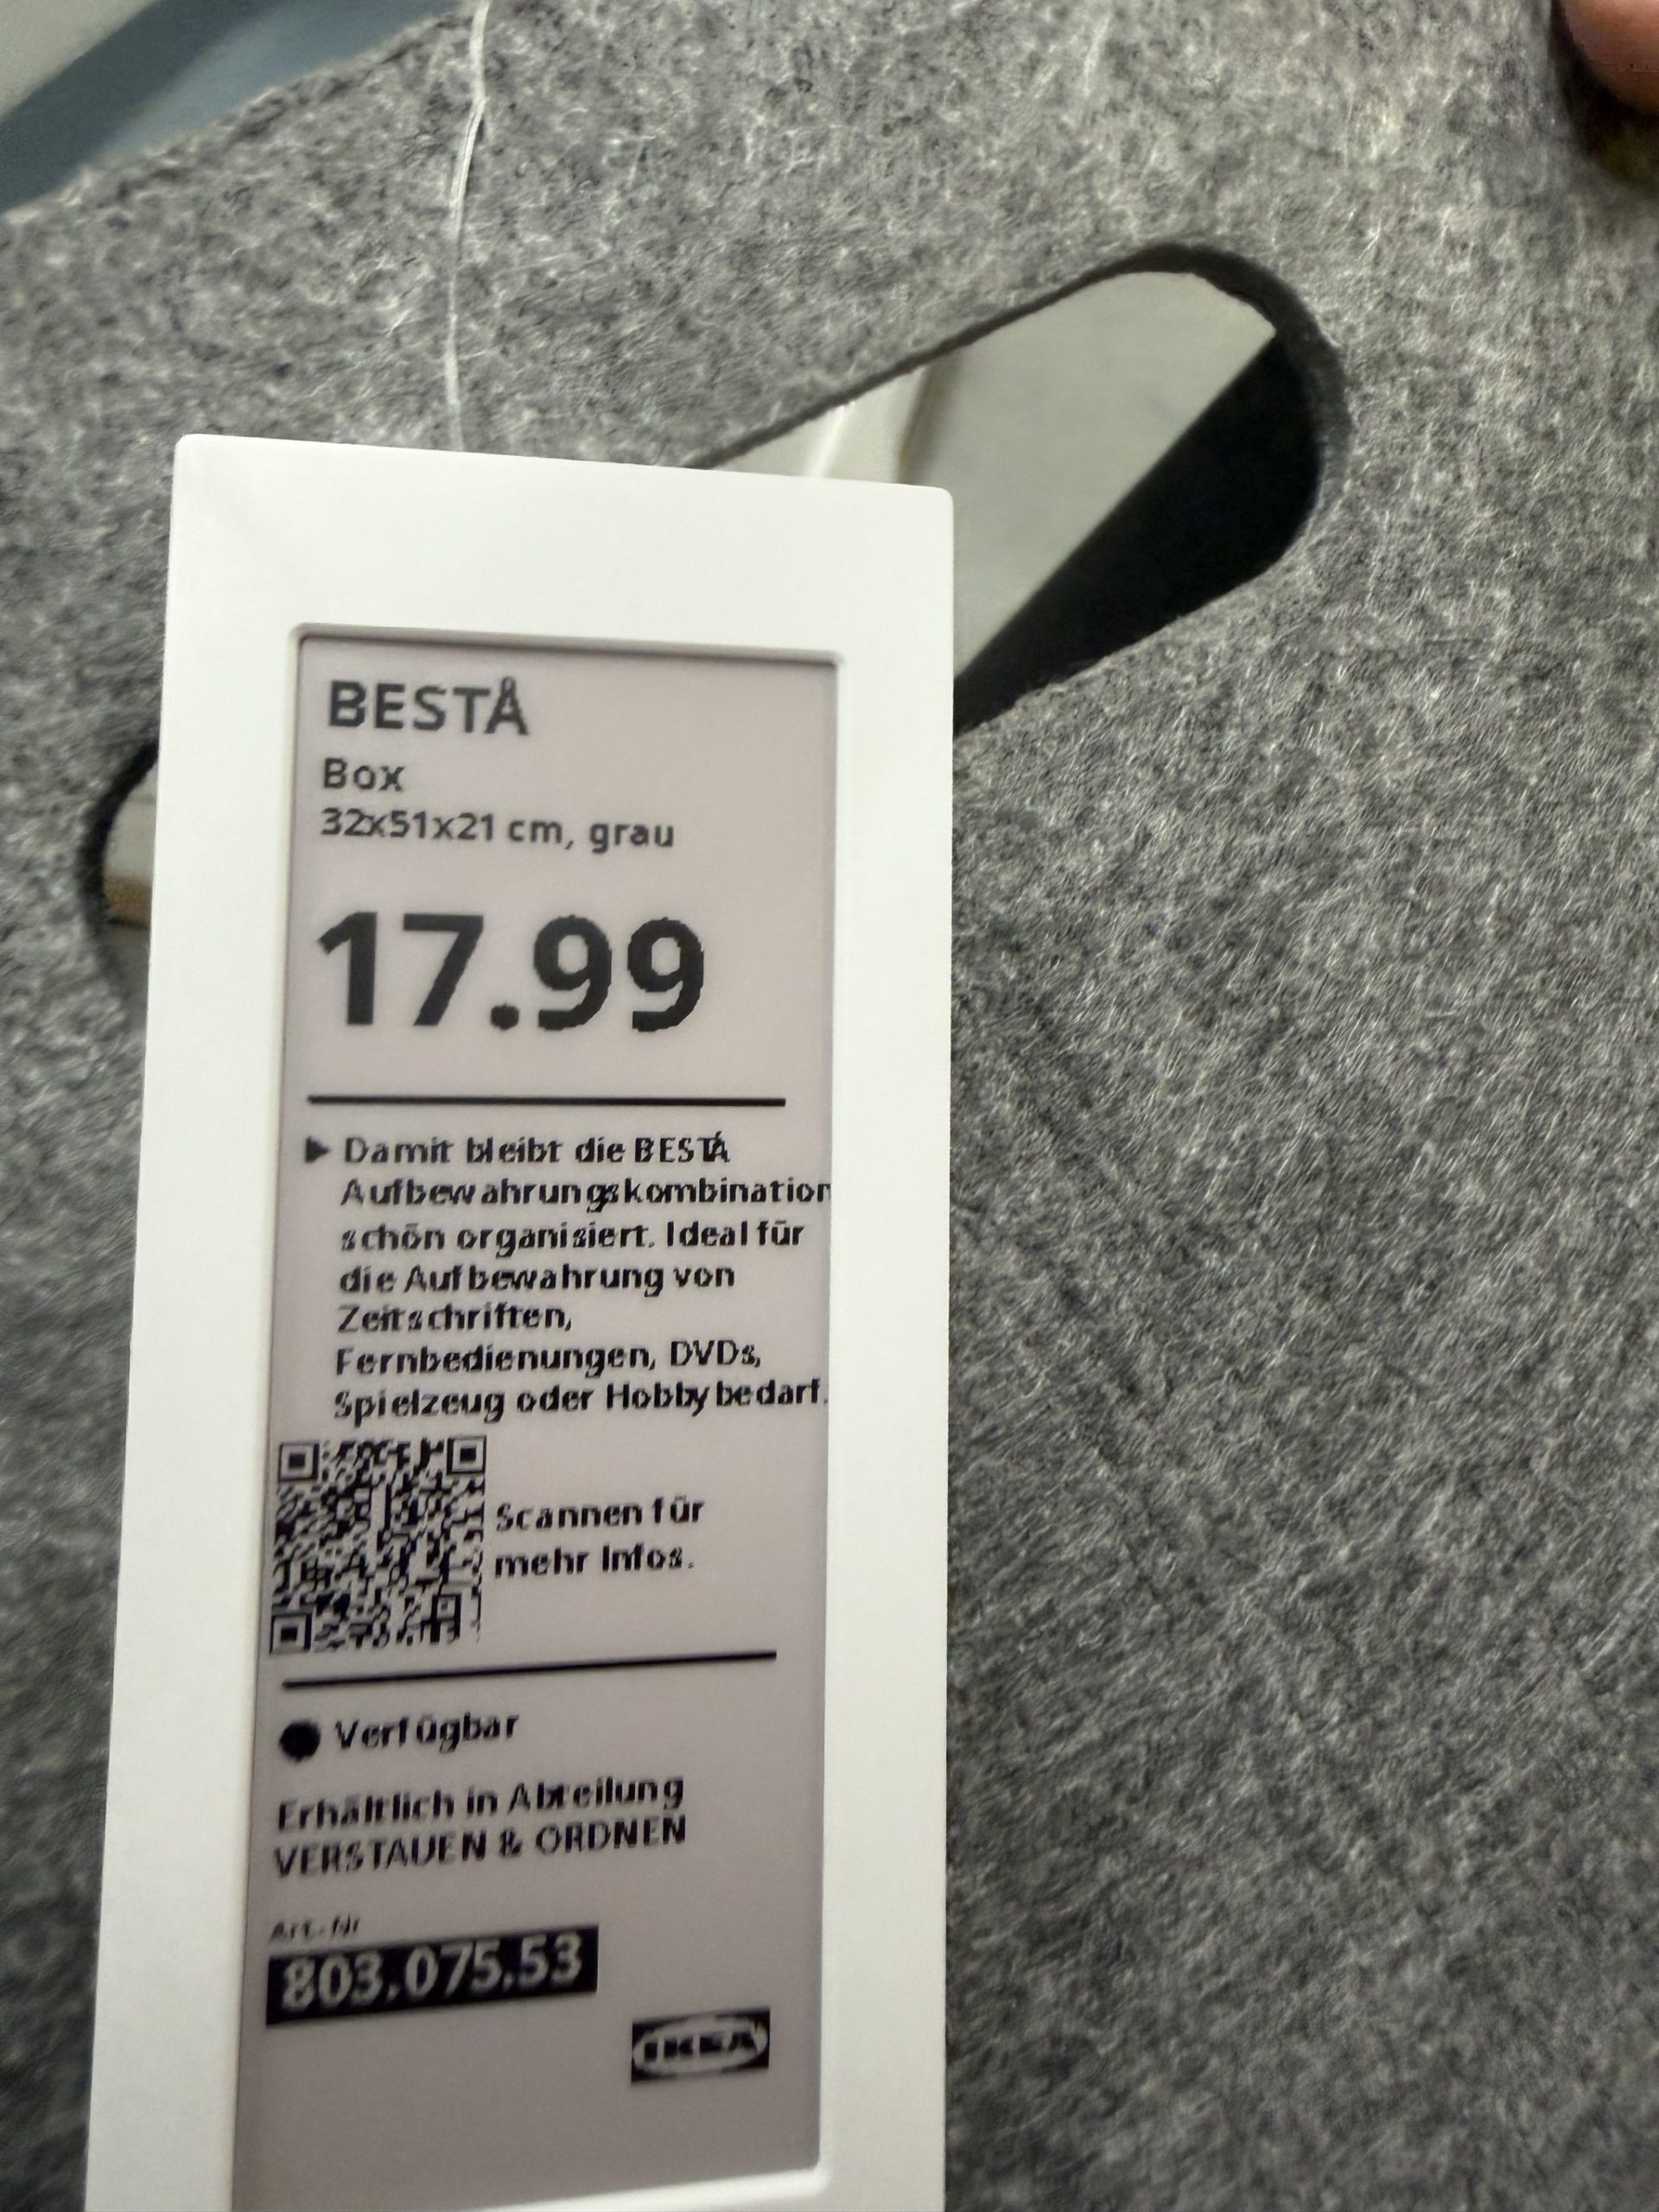 BESTÅ
Box
32x51x21 cm, grau
17.99
Damit bleibt die BESTÅ
Aufbewahrungskombination
schön organisiert. Ideal für
die Aufbewahrung von
Zeitschriften,
Fernbedienungen, DVDs,
Spielzeug oder Hobbybedarf.
Scannen für
mehr Infos.
Verfügbar
Erhältlich in Abteilung
VERSTAUEN & ORDNEN
Art.-Nr
803.075.53
IKEA